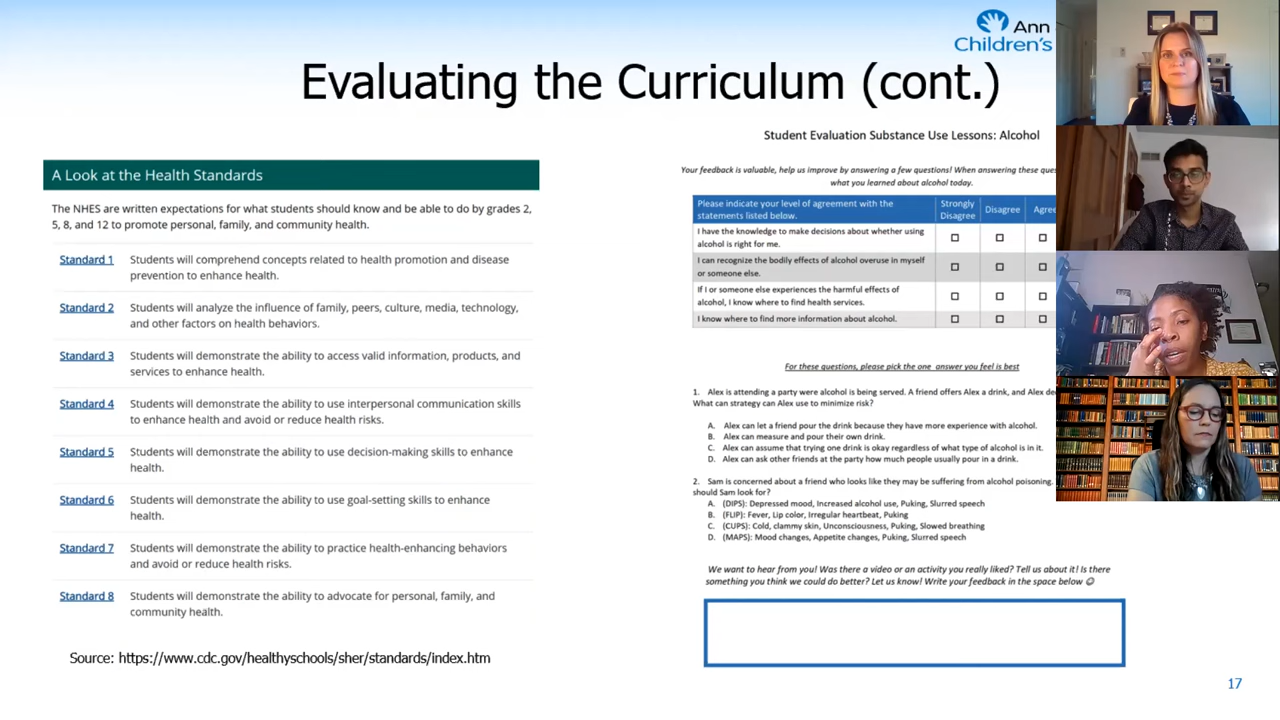 Ann
Children's
Evaluating the Curriculum (cont.)
A Look at the Health Standards
The NHES are written expectations for what students should know and be able to do by grades 2,
5, 8, and 12 to promote personal, family, and community health.
Standard 1 Students will comprehend concepts related to health promotion and disease
prevention to enhance health.
Standard 2 Students will analyze the influence of family, peers, culture, media, technology,
and other factors on health behaviors.
Standard 3 Students will demonstrate the ability to access valid information, products, and
services to enhance health.
Standard 4 Students will demonstrate the ability to use interpersonal communication skills
to enhance health and avoid or reduce health risks.
Standard 5 Students will demonstrate the ability to use decision-making skills to enhance
health.
Standard 6 Students will demonstrate the ability to use goal-setting skills to enhance
health.
Standard 7 Students will demonstrate the ability to practice health-enhancing behaviors
and avoid or reduce health risks.
Standard 8 Students will demonstrate the ability to advocate for personal, family, and
community health.
Source: https://www.cdc.gov/healthyschools/sher/standards/index.htm
Student Evaluation Substance Use Lessons: Alcohol
Your feedback is valuable, help us improve by answering a few questions! When answering these
what you learned about alcohol today.
Please indicate your level of agreement with the
statements listed below.
Strongly
Disagree
Disagree
Agree
I have the knowledge to make decisions about whether using
alcohol is right for me.
I can recognize the bodily effects of alcohol overuse in myself
or someone else.
If I or someone else experiences the harmful effects of
alcohol, I know where to find health services.
I know where to find more information about alcohol.
For these questions, please pick the one answer you feel is best
1. Alex is attending a party were alcohol is being served. A friend offers Alex a drink, and Alex
What can strategy can Alex use to minimize risk?
A. Alex can let a friend pour the drink because they have more experience with alcohol.
B. Alex can measure and pour their own drink.
C. Alex can assume that trying one drink is okay regardless of what type of alcohol is in it.
D. Alex can ask other friends at the party how much people usually pour in a drink.
2. Sam is concerned about a friend who looks like they may be suffering from alcohol poisoning.
should Sam look for?
A. (DIPS): Depressed mood, Increased alcohol use, Puking, Slurred speech
B. (FLIP): Fever, Lip color, Irregular heartbeat, Puking
C. (CUPS): Cold, clammy skin, Unconsciousness, Puking, Slowed breathing
D. (MAPS): Mood changes, Appetite changes, Puking, Slurred speech
We want to hear from you! Was there a video or an activity you really liked? Tell us about it! Is there
something you think we could do better? Let us know! Write your feedback in the space below ☺
17